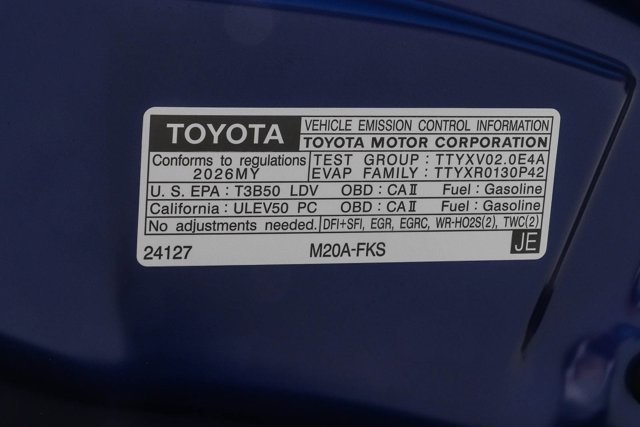 TOYOTA
VEHICLE EMISSION CONTROL INFORMATION
TOYOTA MOTOR CORPORATION
Conforms to regulations
2026MY
TEST GROUP : TTYXV02.0E4A
EVAP FAMILY : TTYXR0130P42
U. S. EPA : T3B50 LDV OBD : CAⅡ Fuel : Gasoline
California : ULEV50 PC OBD : CAⅡ Fuel : Gasoline
No adjustments needed. DFI+SFI, EGR, EGRC, WR-HO2S(2), TWC(2)
24127 M20A-FKS JE